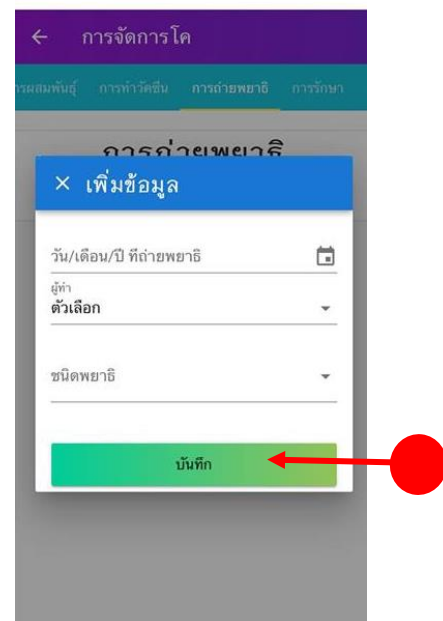 การจัดการโค
ารผสมพันธุ์ การทำวัคซีน การถ่ายพยาธิ การรักษา
การถ่ายพยาธิ
× เพิ่มข้อมูล
วัน/เดือน/ปี ที่ถ่ายพยาธิ
ผู้ทำ
ตัวเลือก
ชนิดพยาธิ
บันทึก